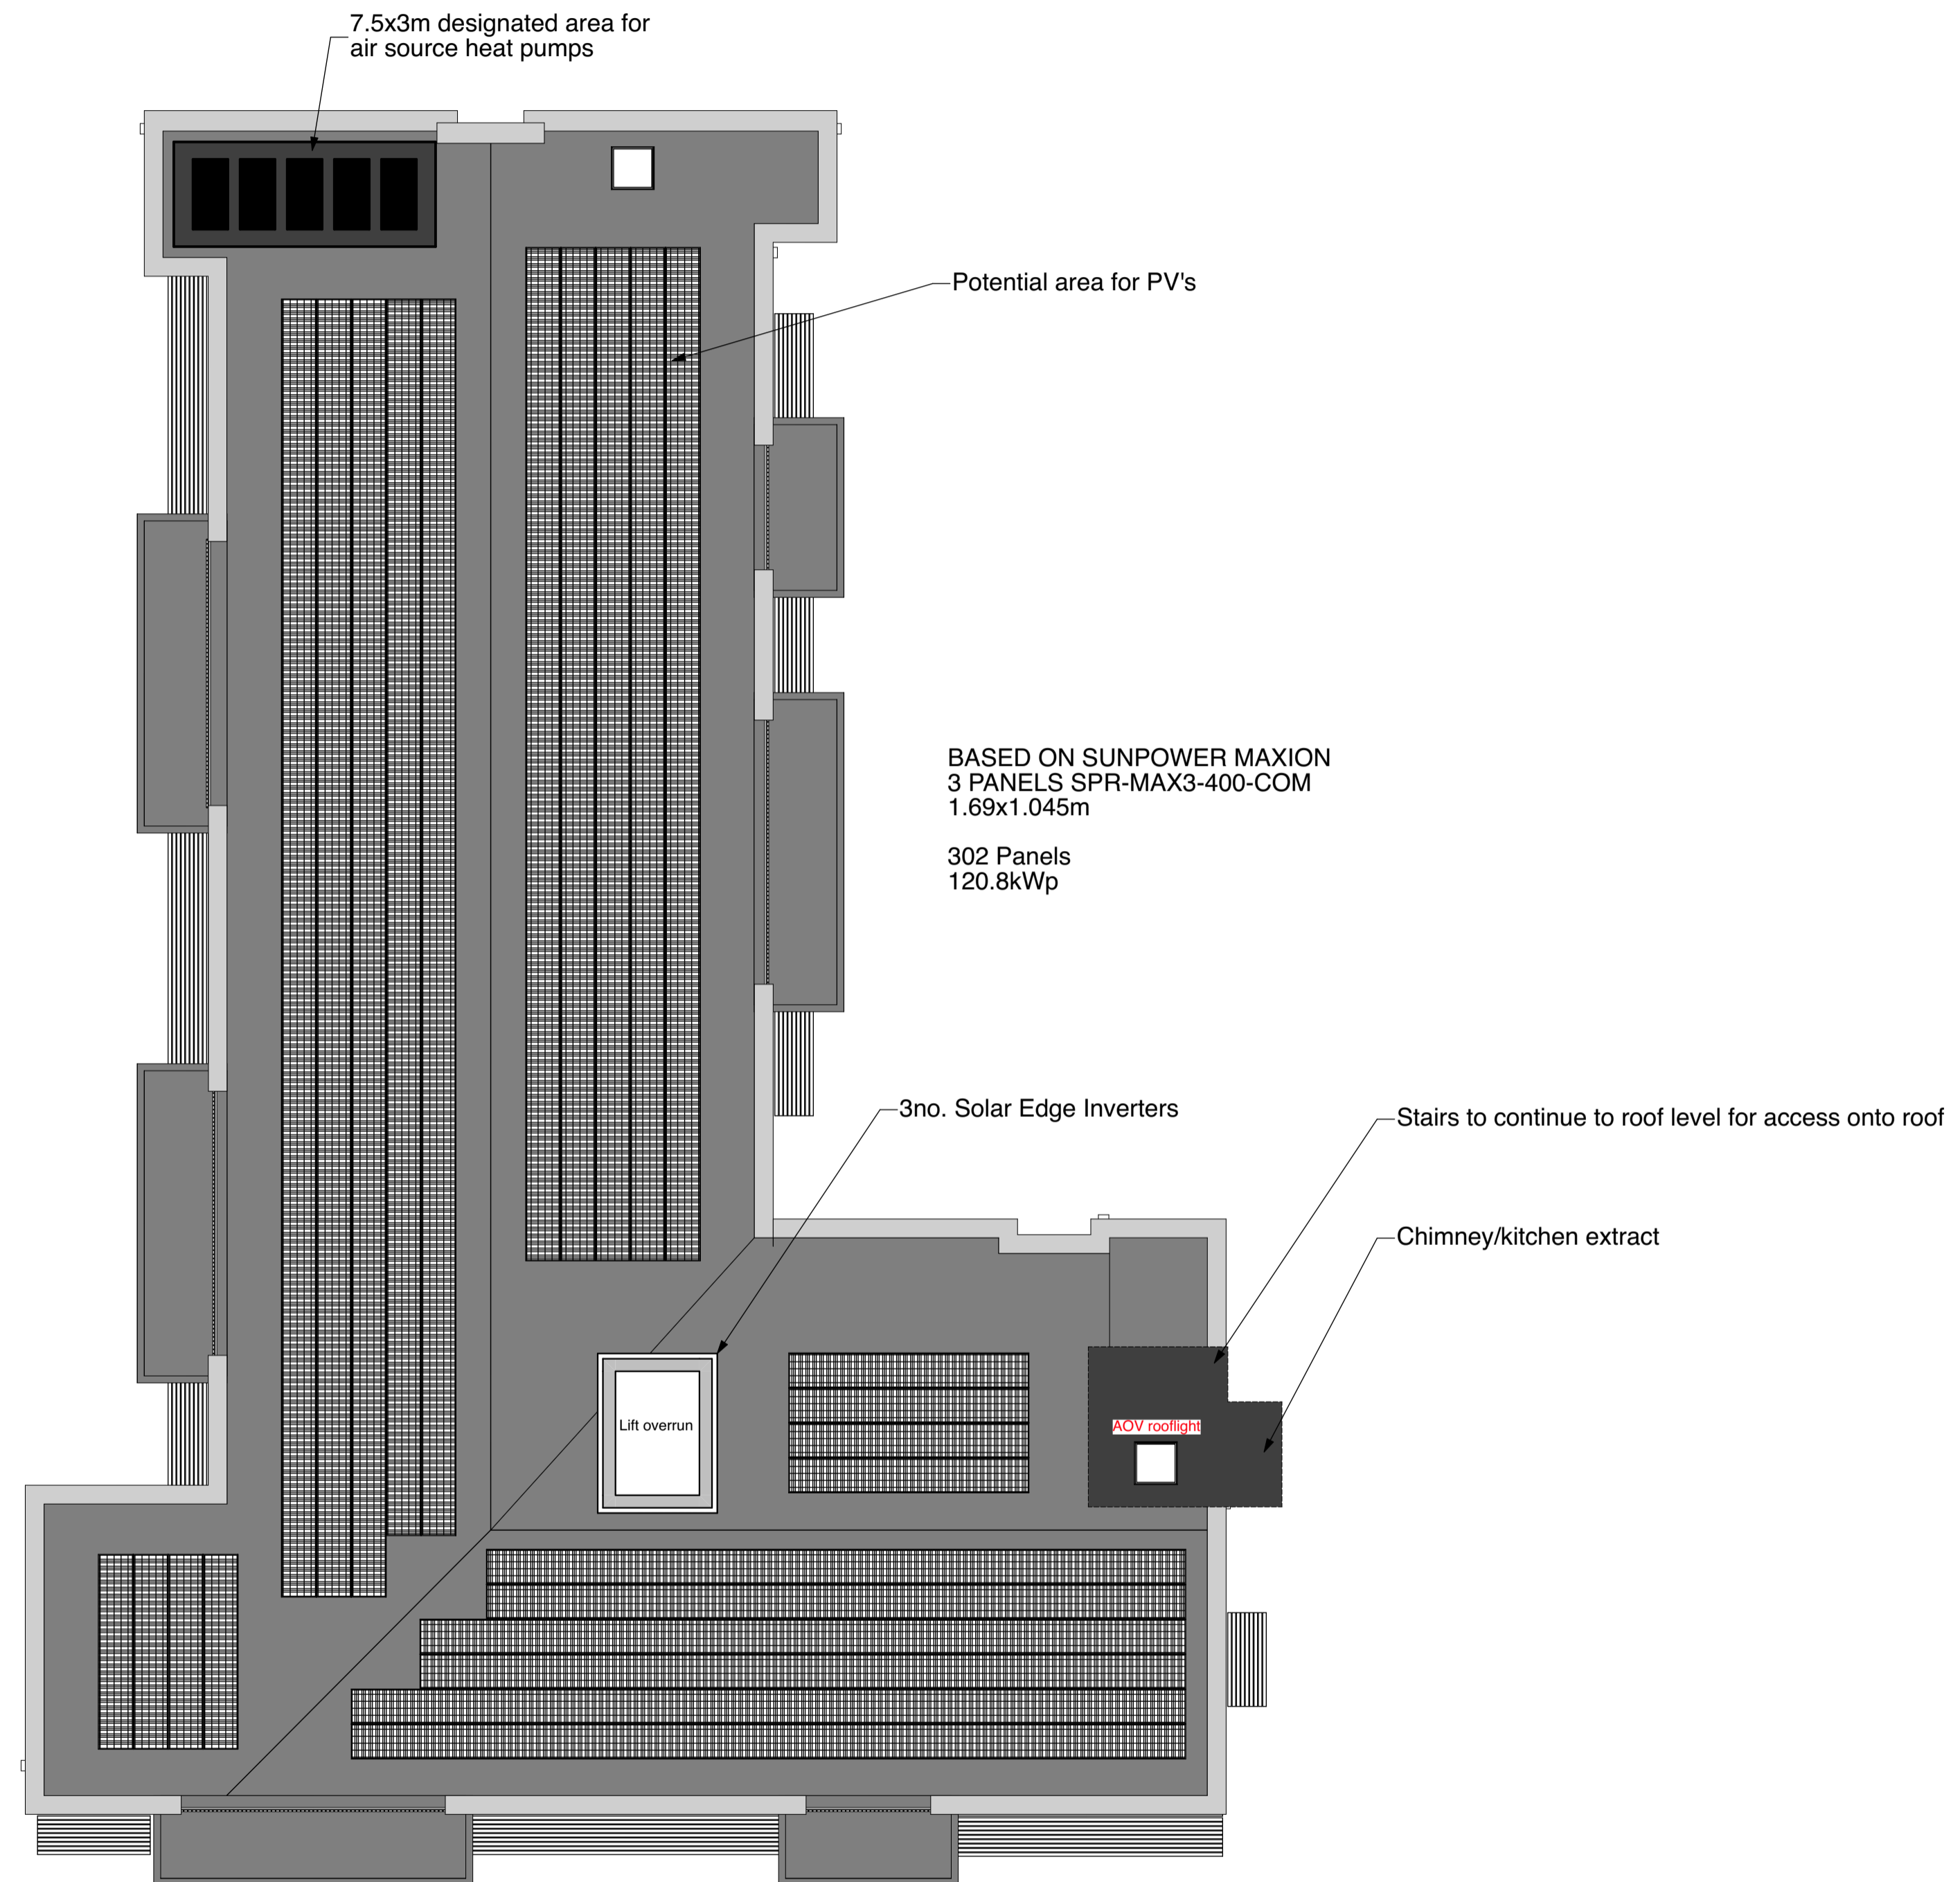 7.5x3m designated area for
air source heat pumps
Potential area for PV's
BASED ON SUNPOWER MAXION
3 PANELS SPR-MAX3-400-COM
1.69x1.045m
302 Panels
120.8kWp
3no. Solar Edge Inverters
Stairs to continue to roof level for access onto roof
Chimney/kitchen extract
Lift overrun
AOV rooflight